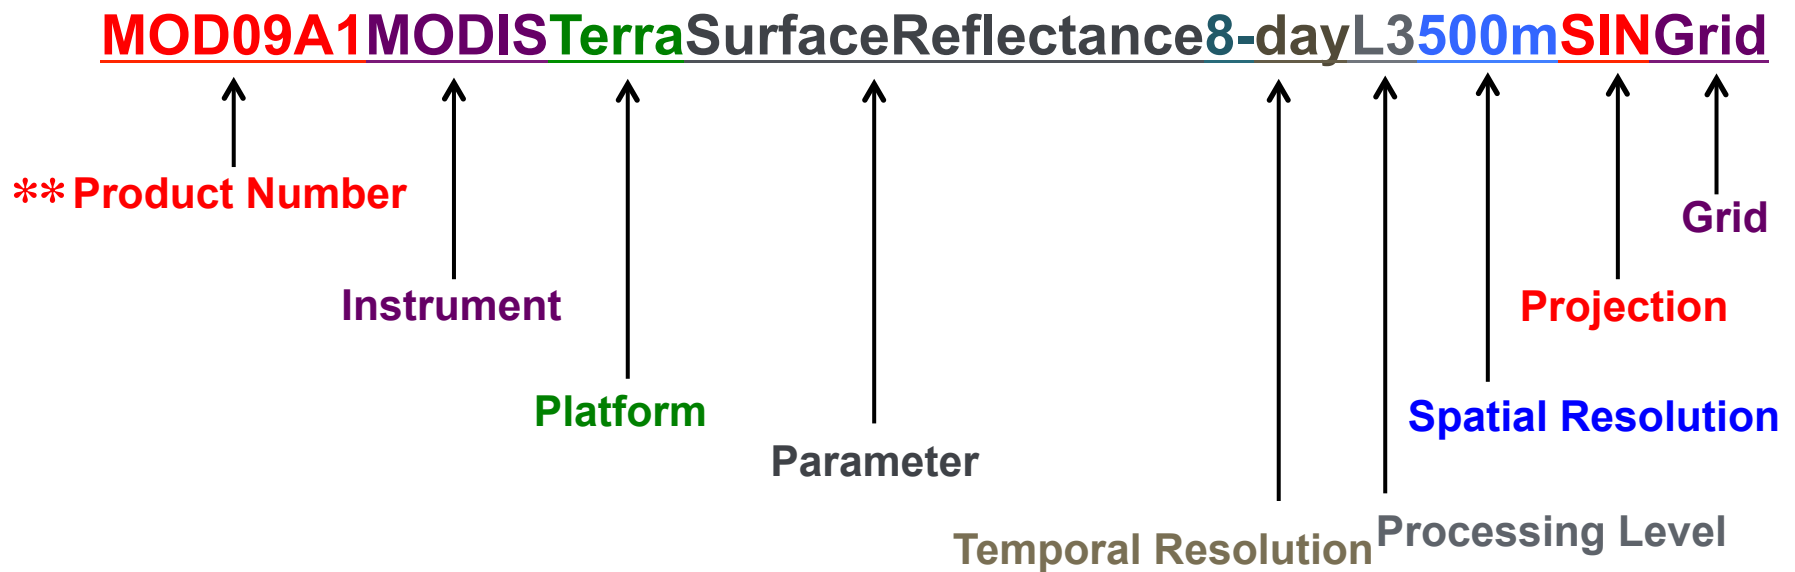 MOD09A1MODISTerraSurfaceReflectance8-dayL3500mSINGrid
**Product Number
Grid
Instrument
Projection
Platform
Spatial Resolution
Parameter
Processing Level
Temporal Resolution